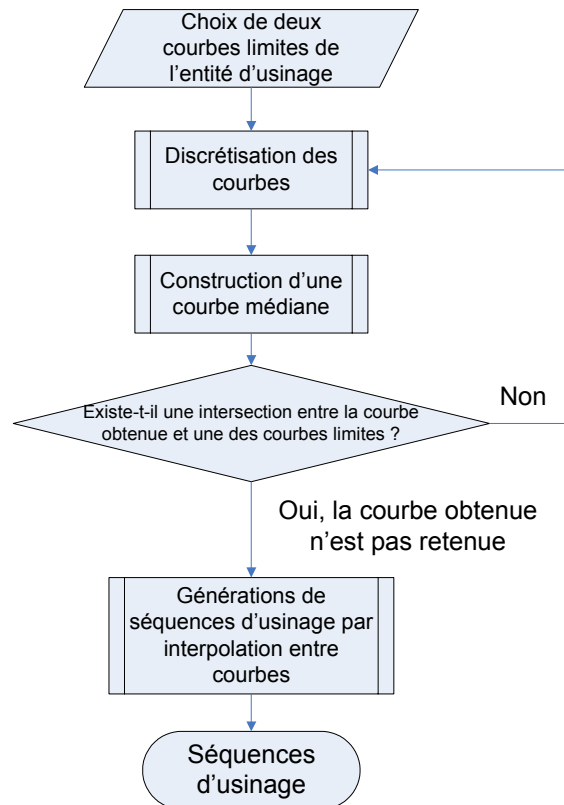 Choix de deux
courbes limites de
l’entité d’usinage
Discrétisation des
courbes
Construction d’une
courbe médiane
Existe-t-il une intersection entre la courbe
obtenue et une des courbes limites ?
Non
Oui, la courbe obtenue
n’est pas retenue
Générations de
séquences d’usinage par
interpolation entre
courbes
Séquences
d’usinage